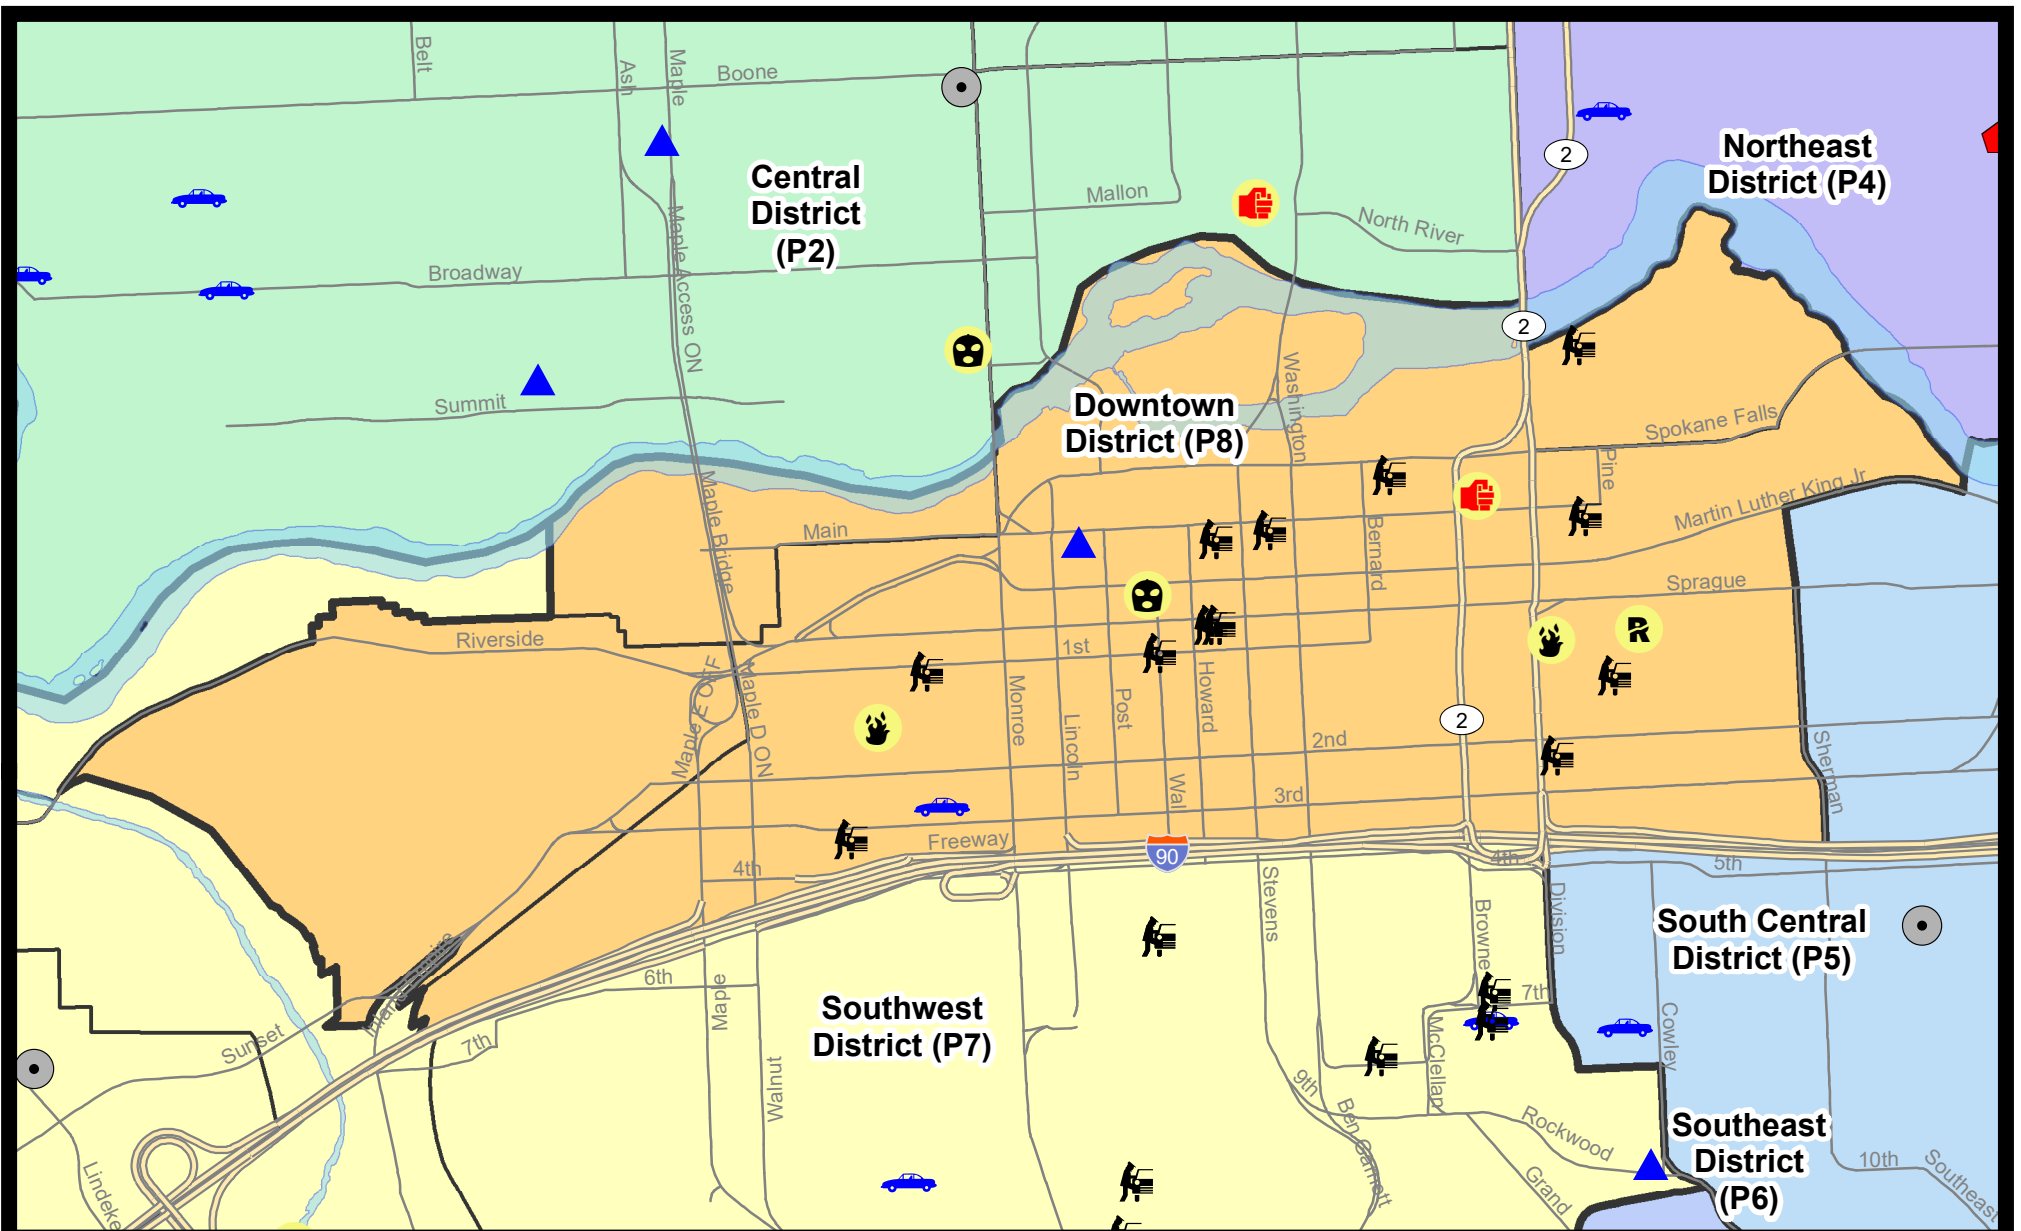 Belt
Ash
Maple
Boone
2
Northeast
District (P4)
Central
District
(P2)
Mallon
North River
Maple Access ON
Broadway
2
Washington
Summit
Downtown
District (P8)
Spokane Falls
Pine
Maple Bridge
Main
Bernard
Martin Luther King Jr
Sprague
R
Riverside
1st
Maple E OFF
Maple D ON
Monroe
Lincoln
Post
Howard
2
2nd
Sherman
Wal
3rd
Freeway
90
4th
4th
5th
Stevens
Browne
Division
South Central
District (P5)
6th
Maple
7th
Southwest
District (P7)
Sunset
7th
McClellan
Cowley
Walnut
9th
Ben Garnett
Rockwood
Southeast
District
(P6)
10th
Southeast
Grand
Lindeke